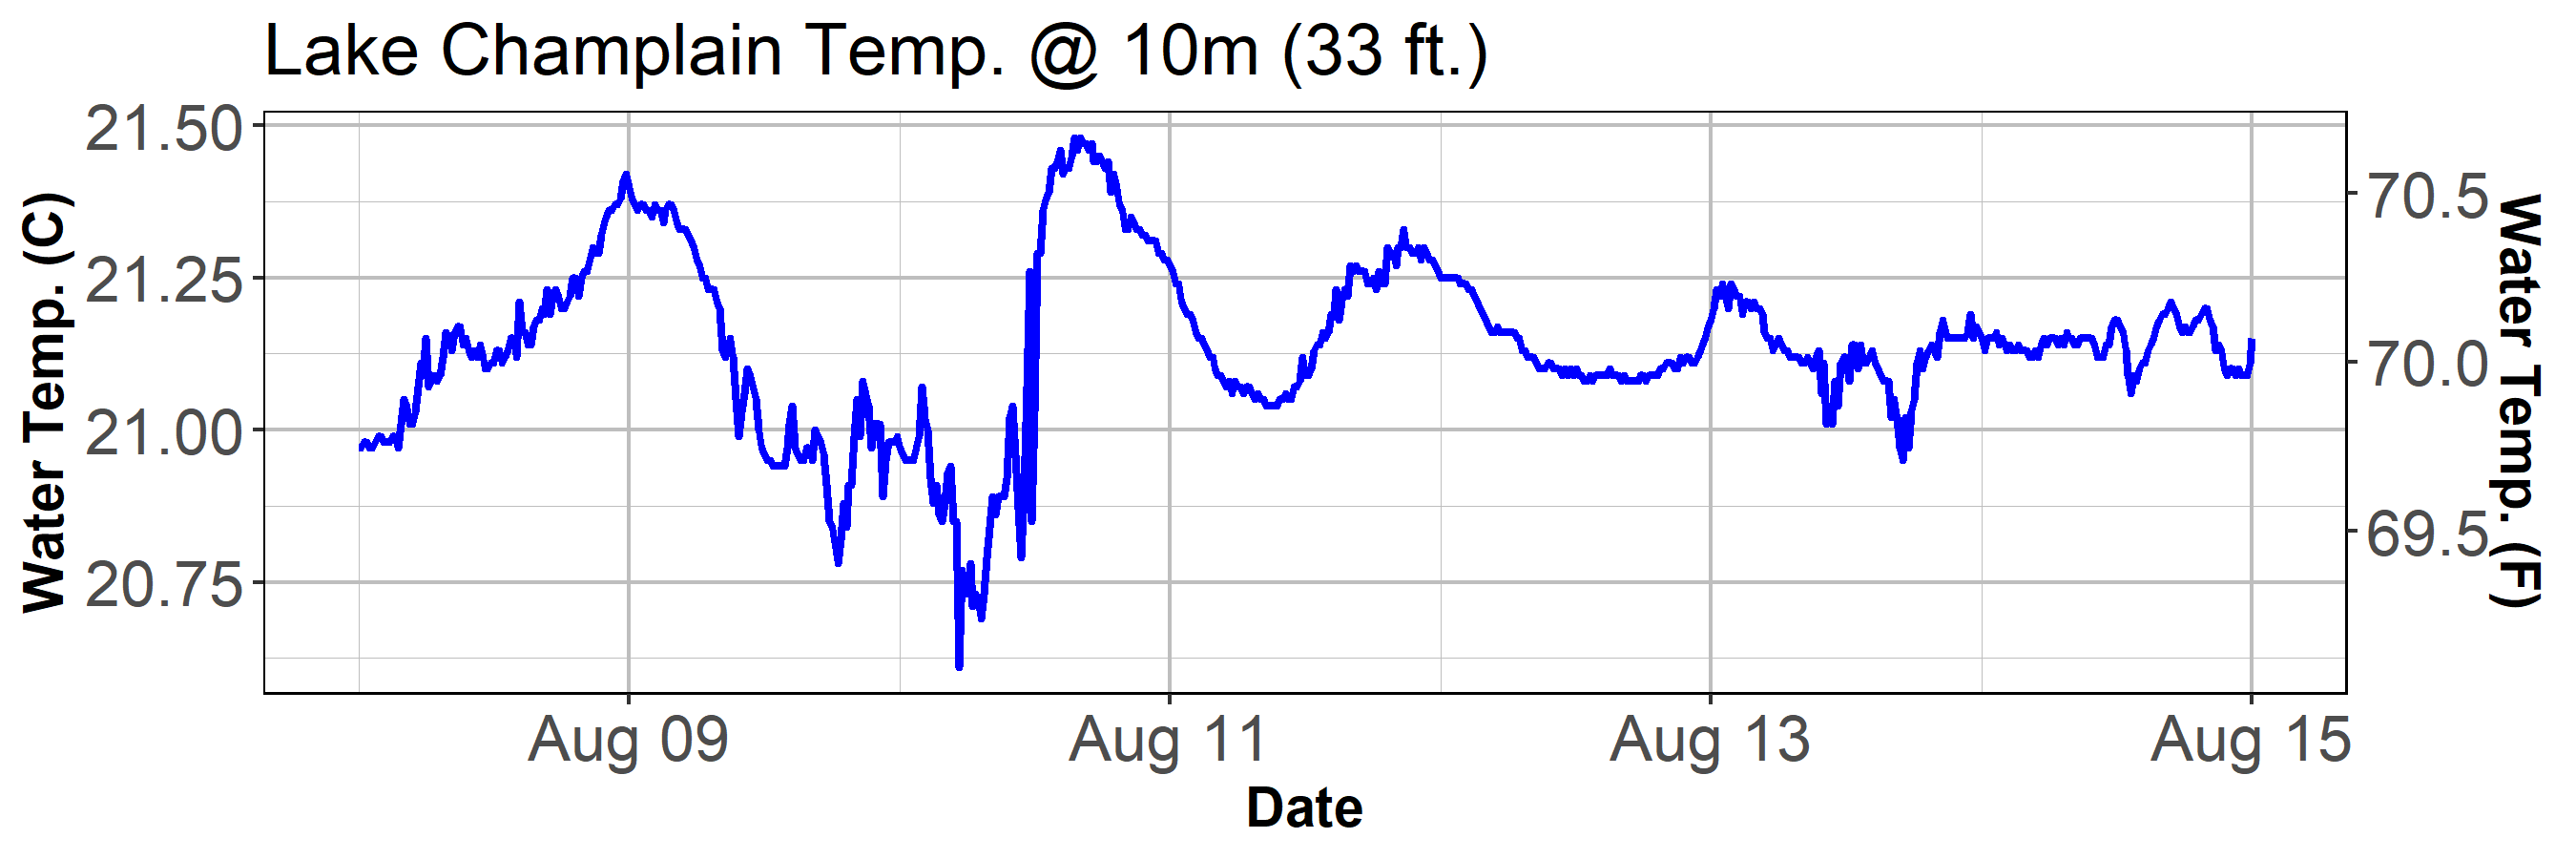 Lake Champlain Temp. @ 10m (33 ft.)
Water Temp. (C)
21.50
21.25
21.00
20.75
70.5
70.0
69.5
Water Temp. (F)
Aug 09
Aug 11
Aug 13
Aug 15
Date